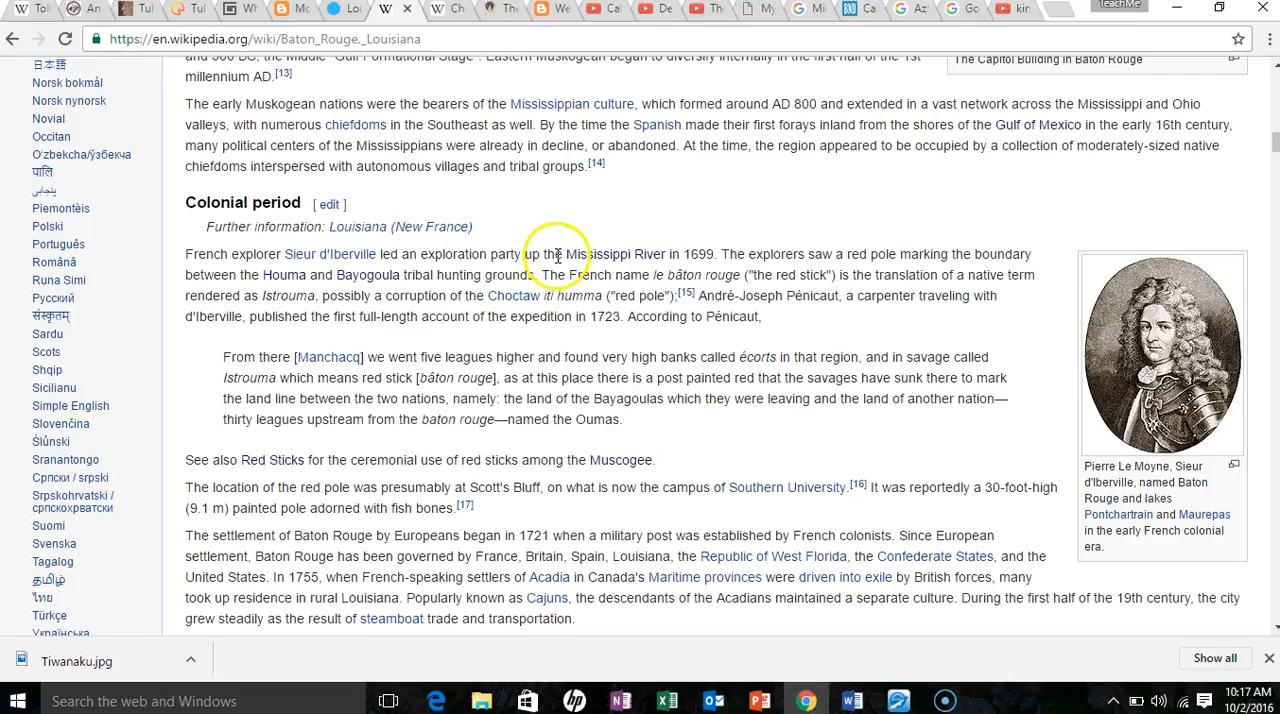 Tol
An
Tul
Tul
Wh
Mo
Lou
Che
The
We
Cal
De
The
My
Mi
Ca
Az
Go
kin
TeachMe
https://en.wikipedia.org/wiki/Baton_Rouge,_Louisiana
日本語
Norsk bokmål
Norsk nynorsk
Novial
Occitan
Oʻzbekcha/ўзбекча
पालि
پنجابی
Piemontèis
Polski
Português
Română
Runa Simi
Русский
संस्कृतम्
Sardu
Scots
Shqip
Sicilianu
Simple English
Slovenčina
Ślůnski
Sranantongo
Српски / srpski
Srpskohrvatski /
српскохрватски
Suomi
Svenska
Tagalog
தமிழ்
ไทย
Türkçe
Українська
millennium AD.[13]
The Capitol Building in Baton Rouge
The early Muskogean nations were the bearers of the Mississippian culture, which formed around AD 800 and extended in a vast network across the Mississippi and Ohio
valleys, with numerous chiefdoms in the Southeast as well. By the time the Spanish made their first forays inland from the shores of the Gulf of Mexico in the early 16th century,
many political centers of the Mississippians were already in decline, or abandoned. At the time, the region appeared to be occupied by a collection of moderately-sized native
chiefdoms interspersed with autonomous villages and tribal groups.[14]
Colonial period [ edit ]
Further information: Louisiana (New France)
French explorer Sieur d'Iberville led an exploration party up the Mississippi River in 1699. The explorers saw a red pole marking the boundary
between the Houma and Bayogoula tribal hunting grounds. The French name le bâton rouge ("the red stick") is the translation of a native term
rendered as Istrouma, possibly a corruption of the Choctaw iti humma ("red pole");[15] André-Joseph Pénicaut, a carpenter traveling with
d'Iberville, published the first full-length account of the expedition in 1723. According to Pénicaut,
From there [Manchacq] we went five leagues higher and found very high banks called écorts in that region, and in savage called
Istrouma which means red stick [bâton rouge], as at this place there is a post painted red that the savages have sunk there to mark
the land line between the two nations, namely: the land of the Bayagoulas which they were leaving and the land of another nation—
thirty leagues upstream from the baton rouge—named the Oumas.
See also Red Sticks for the ceremonial use of red sticks among the Muscogee.
The location of the red pole was presumably at Scott's Bluff, on what is now the campus of Southern University.[16] It was reportedly a 30-foot-high
(9.1 m) painted pole adorned with fish bones.[17]
The settlement of Baton Rouge by Europeans began in 1721 when a military post was established by French colonists. Since European
settlement, Baton Rouge has been governed by France, Britain, Spain, Louisiana, the Republic of West Florida, the Confederate States, and the
United States. In 1755, when French-speaking settlers of Acadia in Canada's Maritime provinces were driven into exile by British forces, many
took up residence in rural Louisiana. Popularly known as Cajuns, the descendants of the Acadians maintained a separate culture. During the first half of the 19th century, the city
grew steadily as the result of steamboat trade and transportation.
Pierre Le Moyne, Sieur
d'Iberville, named Baton
Rouge and lakes
Pontchartrain and Maurepas
in the early French colonial
era.
Tiwanaku.jpg
Show all
Search the web and Windows
10:17 AM
10/2/2016